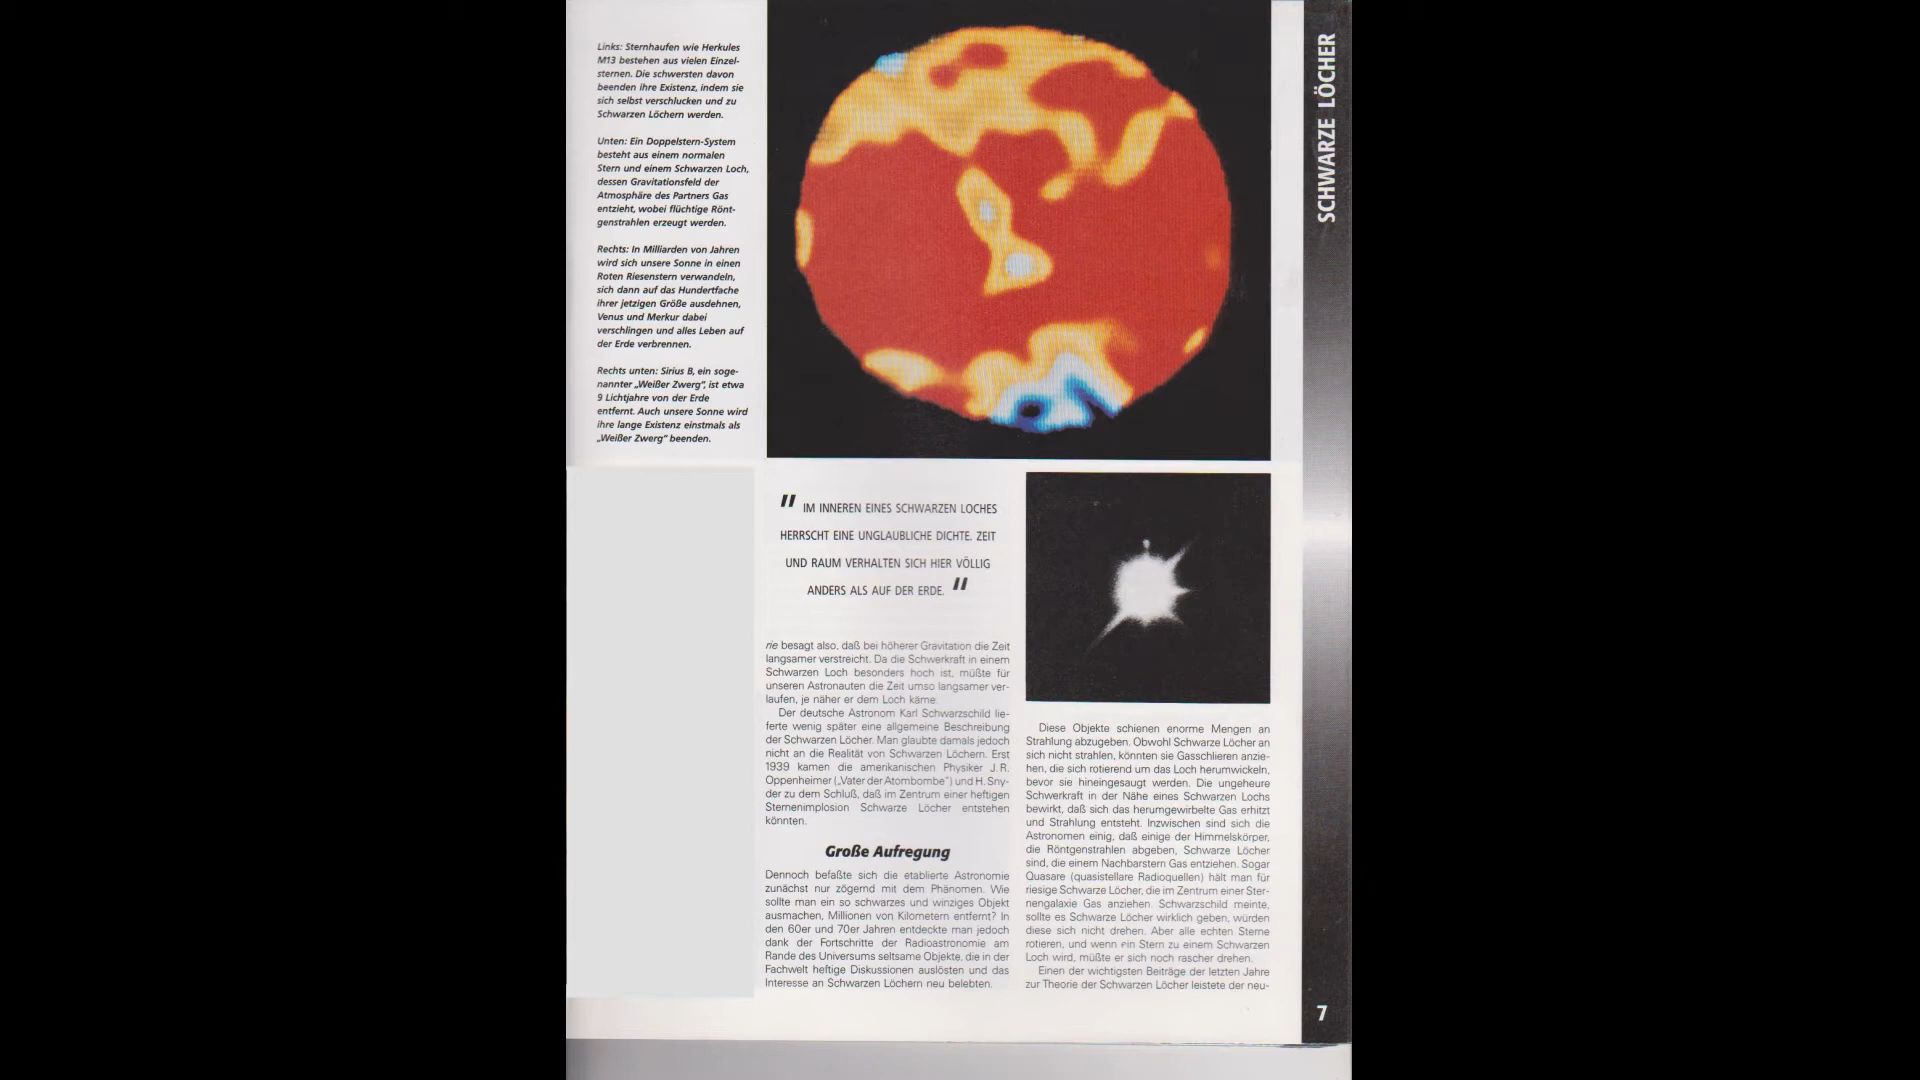 Links: Sternhaufen wie Herkules
M13 bestehen aus vielen Einzel-
sternen. Die schwersten davon
beenden ihre Existenz, indem sie
sich selbst verschlucken und zu
Schwarzen Löchern werden.
Unten: Ein Doppelstern-System
besteht aus einem normalen
Stern und einem Schwarzen Loch,
dessen Gravitationsfeld der
Atmosphäre des Partners Gas
entzieht, wobei flüchtige Rönt-
genstrahlen erzeugt werden.
Rechts: In Milliarden von Jahren
wird sich unsere Sonne in einen
Roten Riesenstern verwandeln,
sich dann auf das Hundertfache
ihrer jetzigen Größe ausdehnen,
Venus und Merkur dabei
verschlingen und alles Leben auf
der Erde verbrennen.
Rechts unten: Sirius B, ein soge-
nannter „Weißer Zwerg", ist etwa
9 Lichtjahre von der Erde
entfernt. Auch unsere Sonne wird
ihre lange Existenz einstmals als
„Weißer Zwerg" beenden.
SCHWARZE LÖCHER
" IM INNEREN EINES SCHWARZEN LOCHES
HERRSCHT EINE UNGLAUBLICHE DICHTE. ZEIT
UND RAUM VERHALTEN SICH HIER VÖLLIG
ANDERS ALS AUF DER ERDE. "
rie besagt also, daß bei höherer Gravitation die Zeit
langsamer verstreicht. Da die Schwerkraft in einem
Schwarzen Loch besonders hoch ist, müßte für
unseren Astronauten die Zeit umso langsamer ver-
laufen, je näher er dem Loch käme.
Der deutsche Astronom Karl Schwarzschild lie-
ferte wenig später eine allgemeine Beschreibung
der Schwarzen Löcher. Man glaubte damals jedoch
nicht an die Realität von Schwarzen Löchern. Erst
1939 kamen die amerikanischen Physiker J. R.
Oppenheimer („Vater der Atombombe") und H. Sny-
der zu dem Schluß, daß im Zentrum einer heftigen
Sternenimplosion Schwarze Löcher entstehen
könnten.
Große Aufregung
Dennoch befaßte sich die etablierte Astronomie
zunächst nur zögernd mit dem Phänomen. Wie
sollte man ein so schwarzes und winziges Objekt
ausmachen, Millionen von Kilometern entfernt? In
den 60er und 70er Jahren entdeckte man jedoch
dank der Fortschritte der Radioastronomie am
Rande des Universums seltsame Objekte, die in der
Fachwelt heftige Diskussionen auslösten und das
Interesse an Schwarzen Löchern neu belebten.
Diese Objekte schienen enorme Mengen an
Strahlung abzugeben. Obwohl Schwarze Löcher an
sich nicht strahlen, könnten sie Gasschlieren anzie-
hen, die sich rotierend um das Loch herumwickeln,
bevor sie hineingesaugt werden. Die ungeheure
Schwerkraft in der Nähe eines Schwarzen Lochs
bewirkt, daß sich das herumgewirbelte Gas erhitzt
und Strahlung entsteht. Inzwischen sind sich die
Astronomen einig, daß einige der Himmelskörper,
die Röntgenstrahlen abgeben, Schwarze Löcher
sind, die einem Nachbarstern Gas entziehen. Sogar
Quasare (quasistellare Radioquellen) hält man für
riesige Schwarze Löcher, die im Zentrum einer Ster-
nengalaxie Gas anziehen. Schwarzschild meinte,
sollte es Schwarze Löcher wirklich geben, würden
diese sich nicht drehen. Aber alle echten Sterne
rotieren, und wenn ein Stern zu einem Schwarzen
Loch wird, müßte er sich noch rascher drehen.
Einen der wichtigsten Beiträge der letzten Jahre
zur Theorie der Schwarzen Löcher leistete der neu-
7